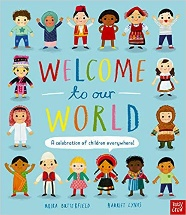 WELCOME
to our
WORLD
A celebration of children everywhere!
MOIRA BUTTERFIELD
HARRIET LYNAS
nosy
crow